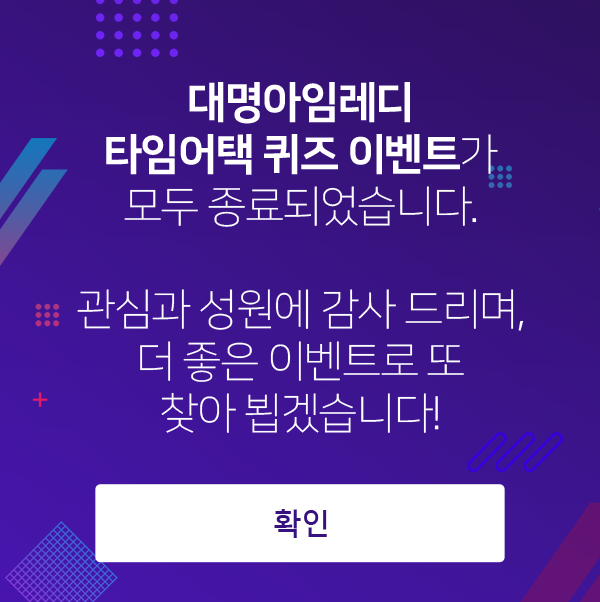 대명아임레디
타임어택 퀴즈 이벤트가
모두 종료되었습니다.
관심과 성원에 감사 드리며,
더 좋은 이벤트로 또
찾아 뵙겠습니다!
확인